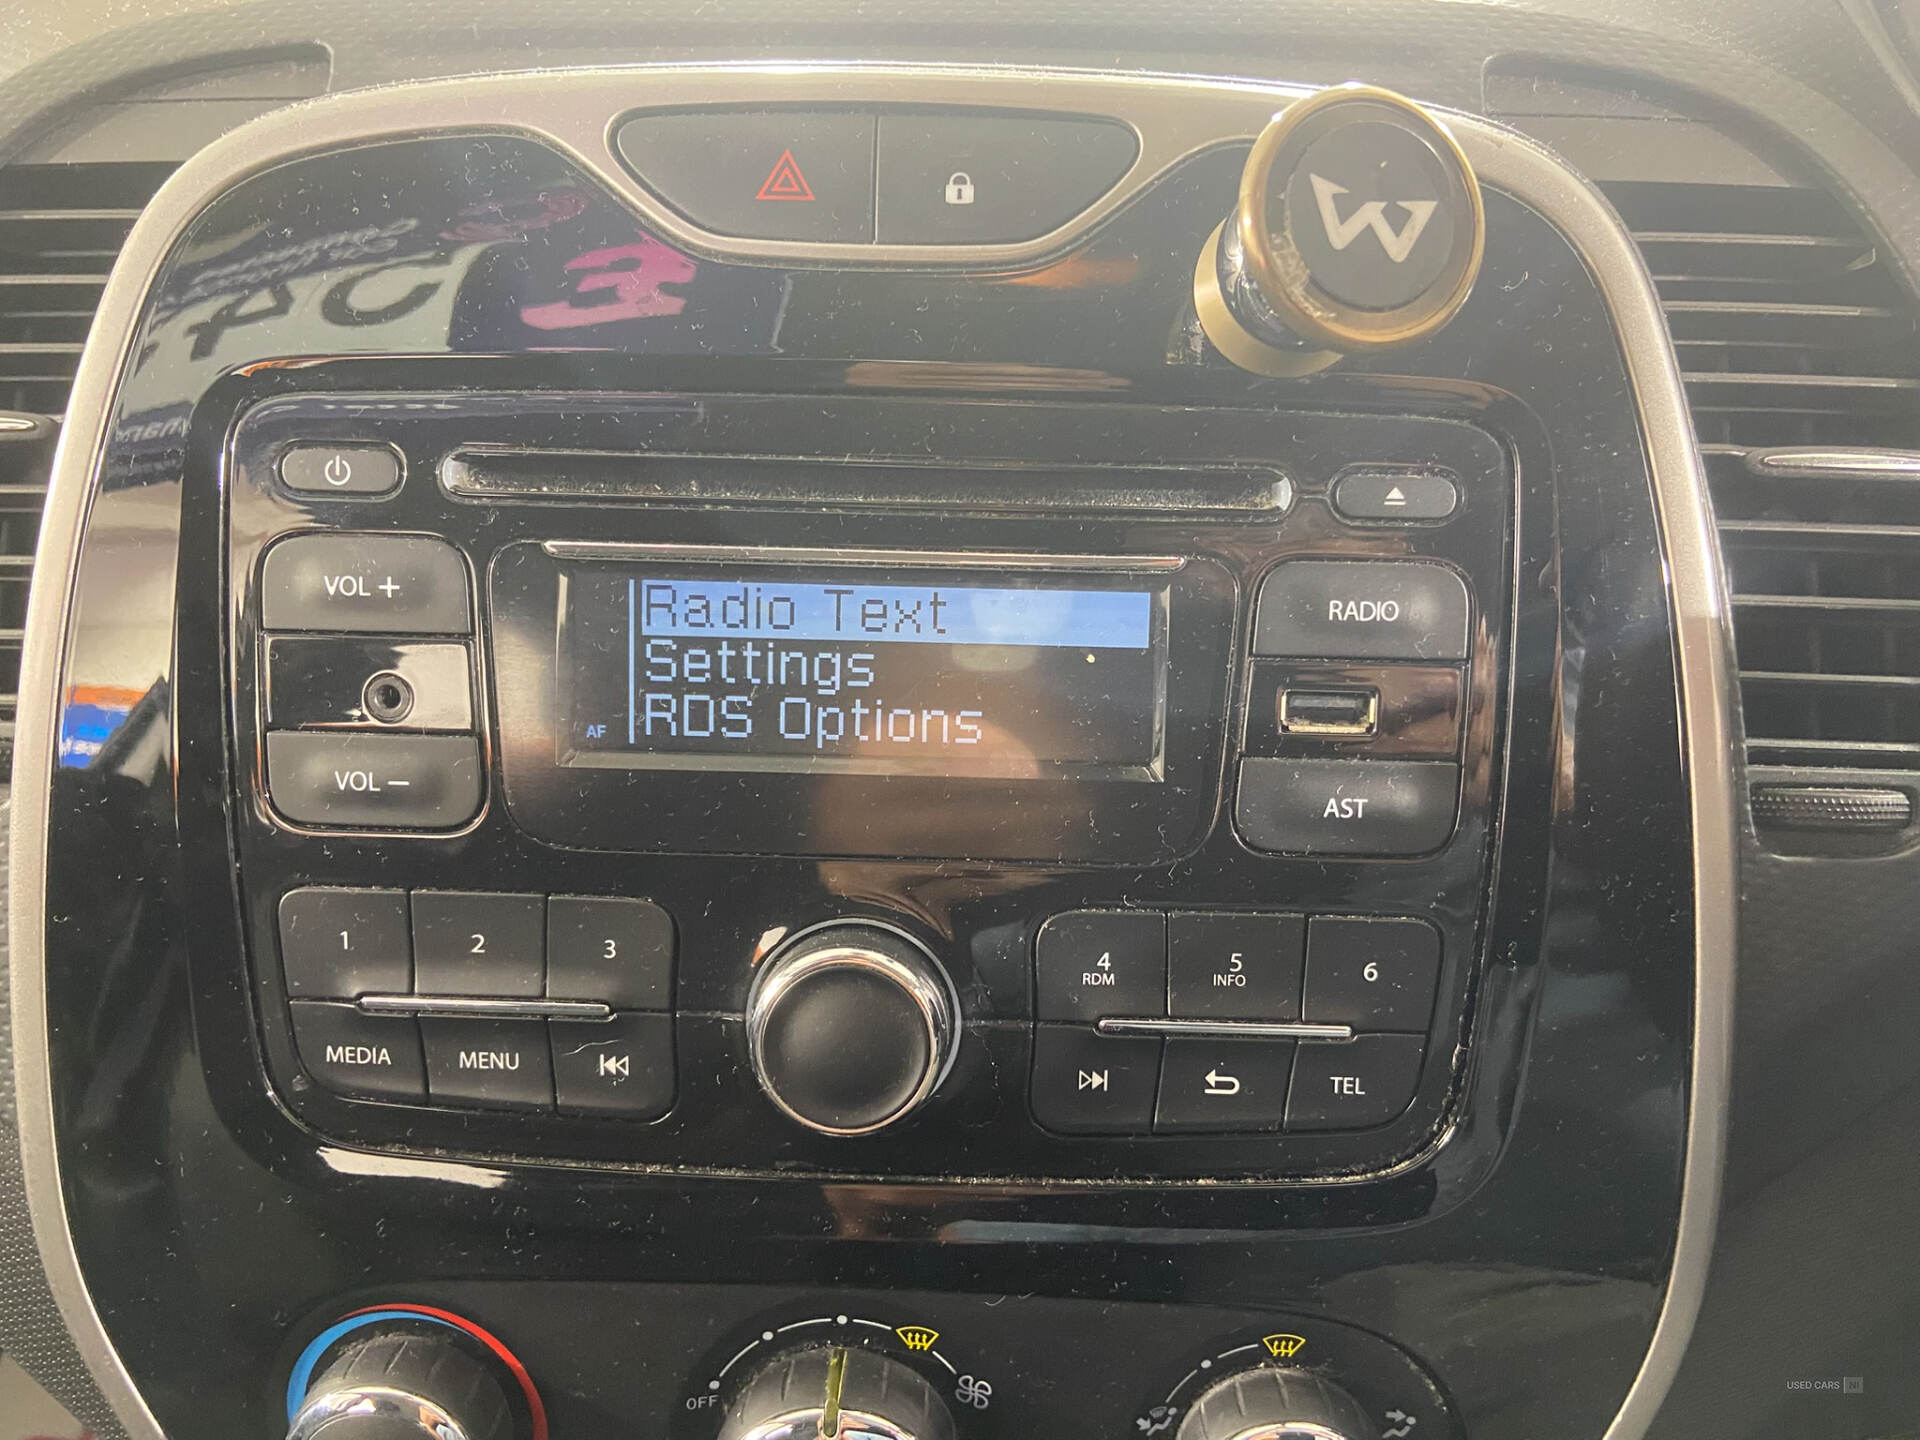 VOL +
VOL −
Radio Text
Settings
RDS Options
AF
RADIO
AST
1
2
3
4
RDM
5
INFO
6
MEDIA
MENU
TEL
OFF
USED CARS NI